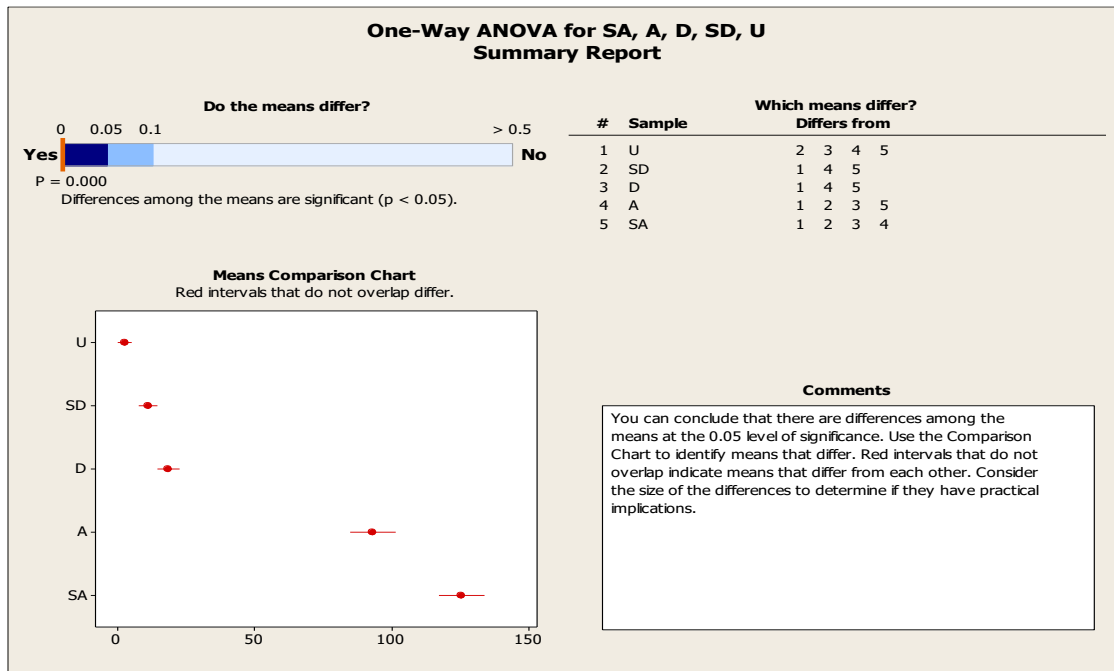 One-Way ANOVA for SA, A, D, SD, U
Summary Report
Do the means differ?
0 0.05 0.1 > 0.5
Yes No
P = 0.000
Differences among the means are significant (p < 0.05).
Which means differ?
# Sample Differs from
1 U 2 3 4 5
2 SD 1 4 5
3 D 1 4 5
4 A 1 2 3 5
5 SA 1 2 3 4
Means Comparison Chart
Red intervals that do not overlap differ.
U
SD
D
A
SA
0 50 100 150
Comments
You can conclude that there are differences among the
means at the 0.05 level of significance. Use the Comparison
Chart to identify means that differ. Red intervals that do not
overlap indicate means that differ from each other. Consider
the size of the differences to determine if they have practical
implications.